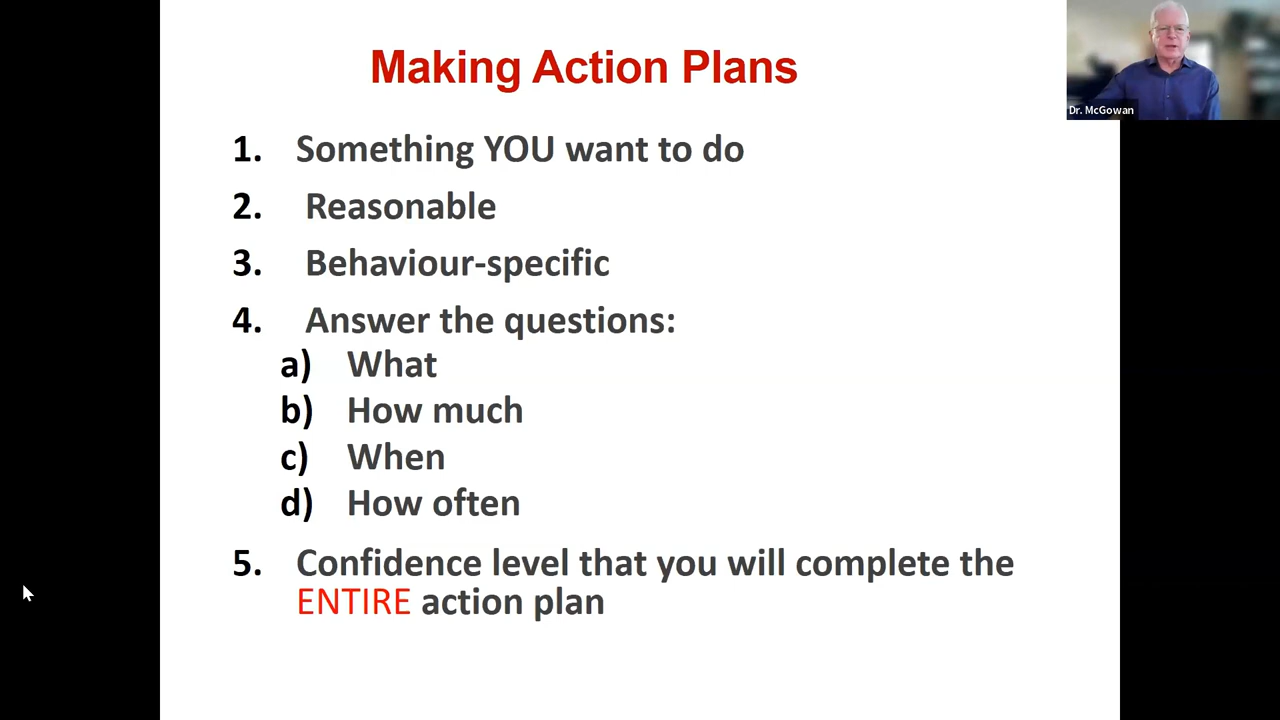 Making Action Plans
Dr. McGowan
1. Something YOU want to do
2. Reasonable
3. Behaviour-specific
4. Answer the questions:
a) What
b) How much
c) When
d) How often
5. Confidence level that you will complete the
ENTIRE action plan